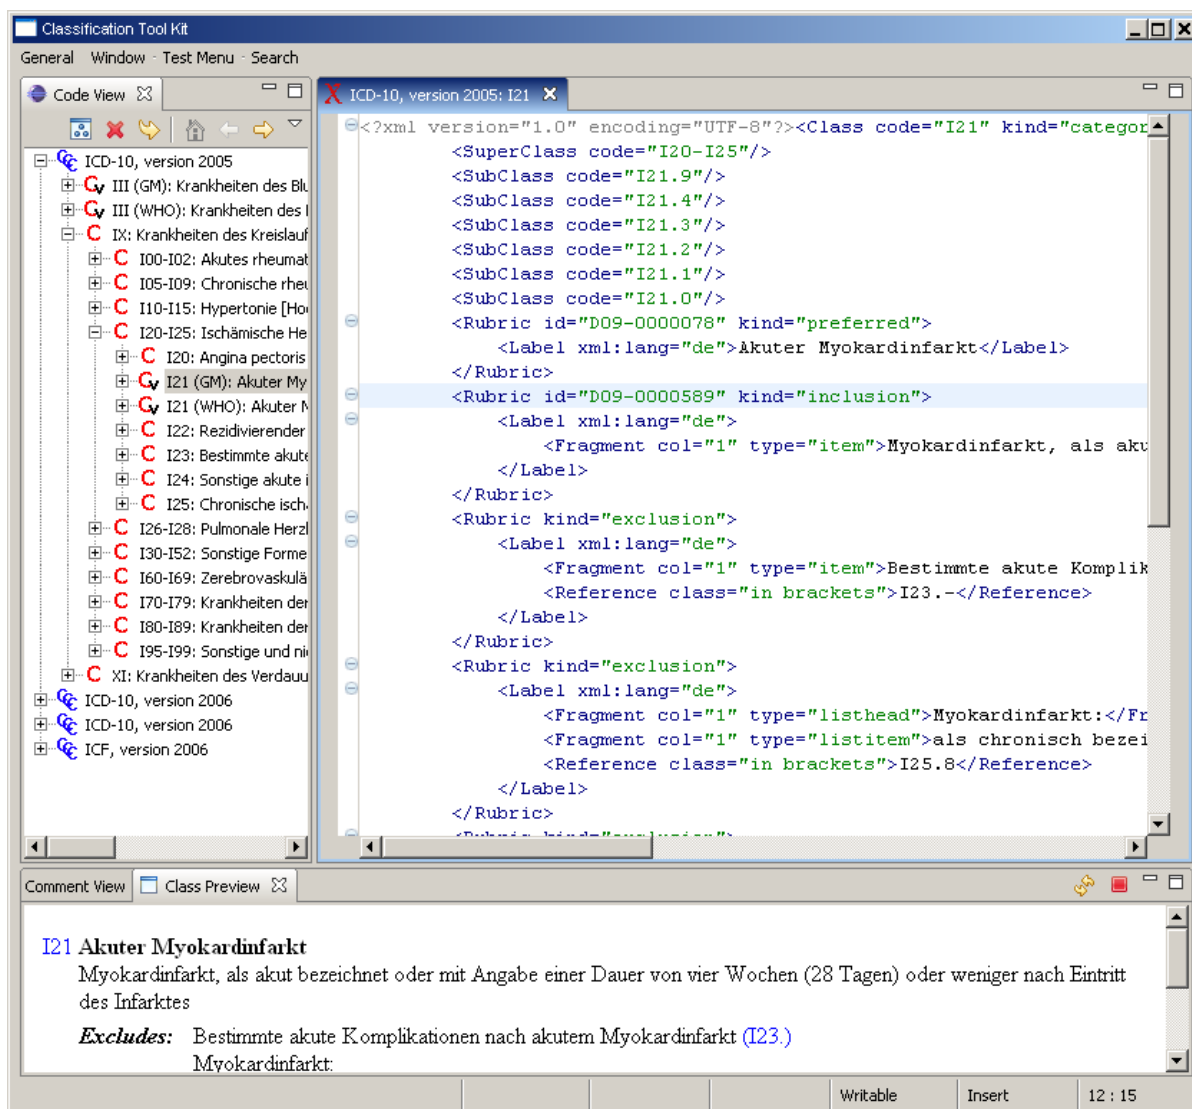 Classification Tool Kit
General Window Test Menu Search
Code View
ICD-10, version 2005
III (GM): Krankheiten des Blu
III (WHO): Krankheiten des
IX: Krankheiten des Kreislauf
I00-I02: Akutes rheumat
I05-I09: Chronische rheu
I10-I15: Hypertonie [Ho
I20-I25: Ischämische He
I20: Angina pectoris
I21 (GM): Akuter My
I21 (WHO): Akuter M
I22: Rezidivierender
I23: Bestimmte akute
I24: Sonstige akute i
I25: Chronische isch
I26-I28: Pulmonale Herzl
I30-I52: Sonstige Forme
I60-I69: Zerebrovaskulä
I70-I79: Krankheiten der
I80-I89: Krankheiten der
I95-I99: Sonstige und ni
XI: Krankheiten des Verdauu
ICD-10, version 2006
ICD-10, version 2006
ICF, version 2006
ICD-10, version 2005: I21
<?xml version="1.0" encoding="UTF-8"?><Class code="I21" kind="categor
<SuperClass code="I20-I25"/>
<SubClass code="I21.9"/>
<SubClass code="I21.4"/>
<SubClass code="I21.3"/>
<SubClass code="I21.2"/>
<SubClass code="I21.1"/>
<SubClass code="I21.0"/>
<Rubric id="D09-0000078" kind="preferred">
<Label xml:lang="de">Akuter Myokardinfarkt</Label>
</Rubric>
<Rubric id="D09-0000589" kind="inclusion">
<Label xml:lang="de">
<Fragment col="1" type="item">Myokardinfarkt, als aku
</Label>
</Rubric>
<Rubric kind="exclusion">
<Label xml:lang="de">
<Fragment col="1" type="item">Bestimmte akute Komplik
<Reference class="in brackets">I23.-</Reference>
</Label>
</Rubric>
<Rubric kind="exclusion">
<Label xml:lang="de">
<Fragment col="1" type="listhead">Myokardinfarkt:</Fr
<Fragment col="1" type="listitem">als chronisch bezei
<Reference class="in brackets">I25.8</Reference>
</Label>
</Rubric>
<Rubric kind="exclusion">
Comment View Class Preview
I21 Akuter Myokardinfarkt
Myokardinfarkt, als akut bezeichnet oder mit Angabe einer Dauer von vier Wochen (28 Tagen) oder weniger nach Eintritt
des Infarktes
Excludes: Bestimmte akute Komplikationen nach akutem Myokardinfarkt (I23.)
Myokardinfarkt:
Writable Insert 12 : 15